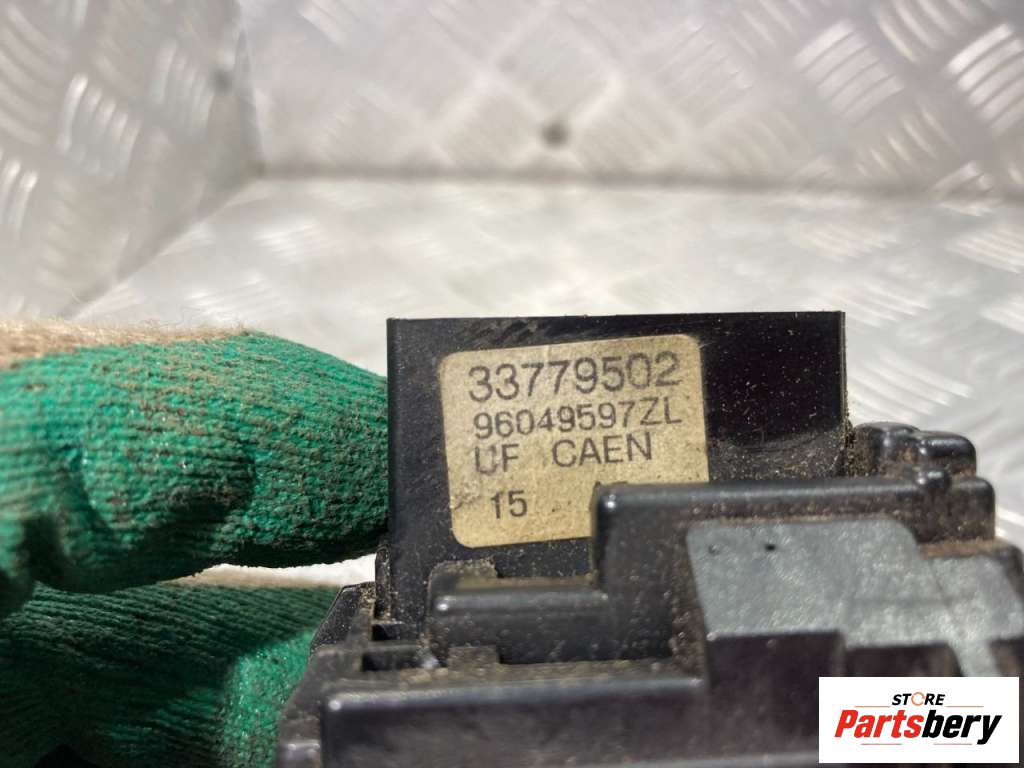 33779502
96049597ZL
UF CAEN
15
STORE
Partsbery